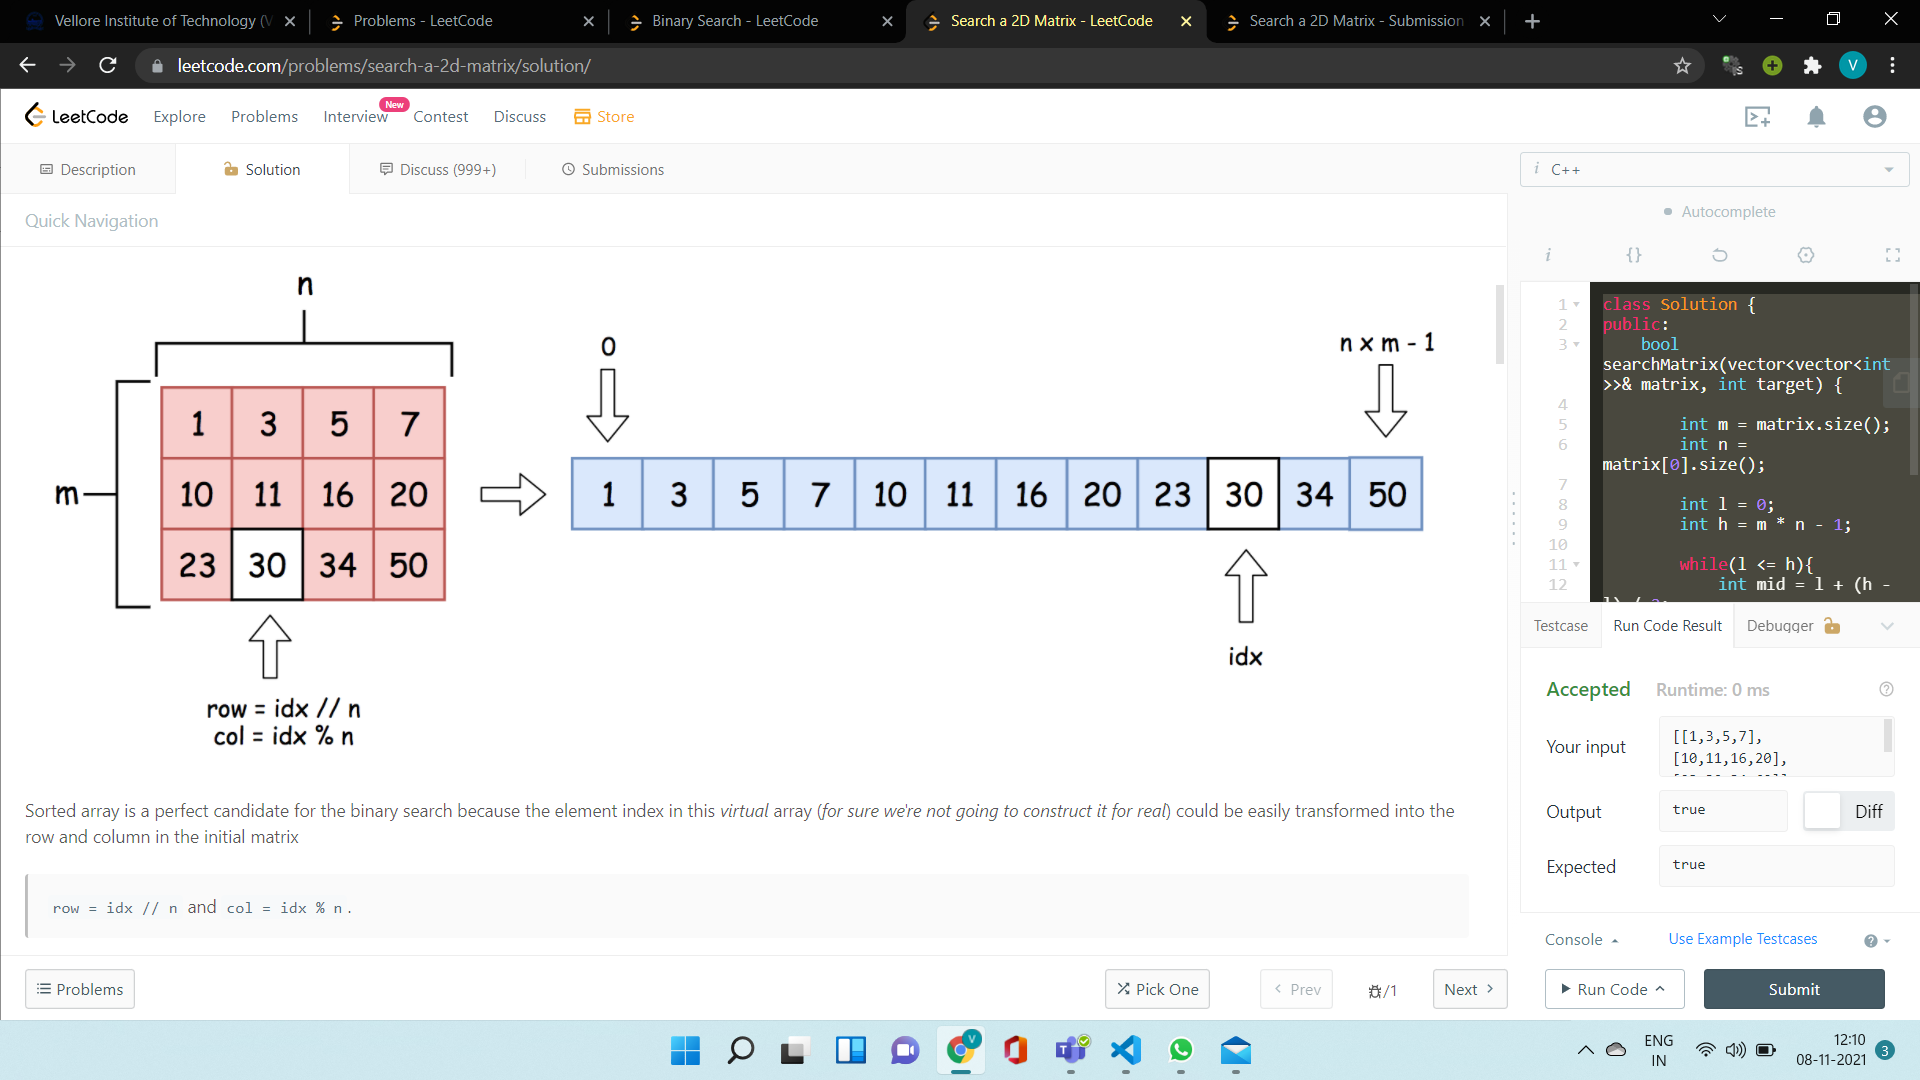 Vellore Institute of Technology (V
Problems - LeetCode
Binary Search - LeetCode
Search a 2D Matrix - LeetCode
Search a 2D Matrix - Submission
leetcode.com/problems/search-a-2d-matrix/solution/
V
LeetCode
Explore
Problems
Interview
New
Contest
Discuss
Store
Description
Solution
Discuss (999+)
Submissions
Quick Navigation
n
m
1 3 5 7
10 11 16 20
23 30 34 50
row = idx // n
col = idx % n
0
n x m - 1
1 3 5 7 10 11 16 20 23 30 34 50
idx
Sorted array is a perfect candidate for the binary search because the element index in this virtual array (for sure we're not going to construct it for real) could be easily transformed into the
row and column in the initial matrix
row = idx // n and col = idx % n.
Problems
Pick One
Prev
/1
Next
i C++
Autocomplete
i {}
1 class Solution {
2 public:
3 bool
searchMatrix(vector<vector<int
>>& matrix, int target) {
4
5 int m = matrix.size();
6 int n =
matrix[0].size();
7
8 int l = 0;
9 int h = m * n - 1;
10
11 while(l <= h){
12 int mid = l + (h -
Testcase
Run Code Result
Debugger
Accepted
Runtime: 0 ms
Your input
[[1,3,5,7],
[10,11,16,20],
Output
true
Diff
Expected
true
Console
Use Example Testcases
Run Code
Submit
V
ENG
IN
12:10
08-11-2021
3